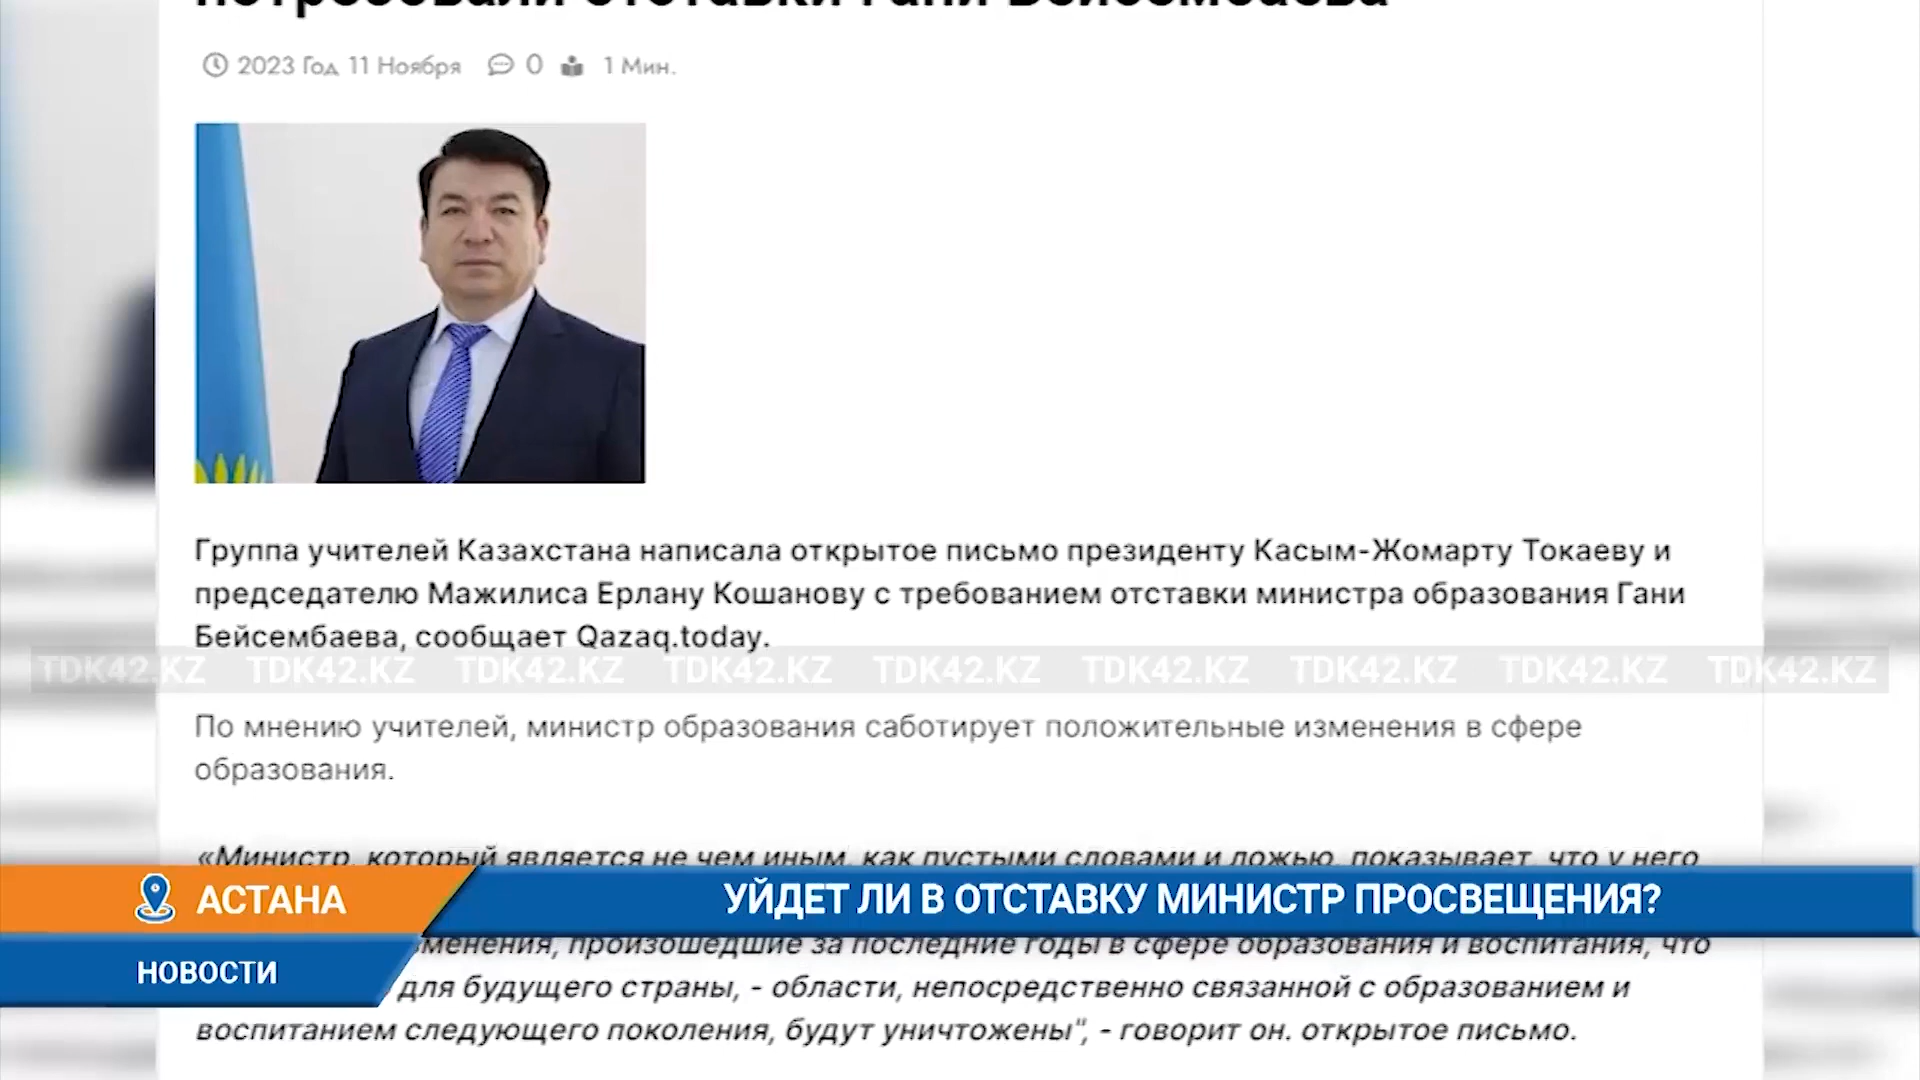 потребовали отставки Гани Бейсембаева
2023 Год 11 Ноября 0 1 Мин.
Группа учителей Казахстана написала открытое письмо президенту Касым-Жомарту Токаеву и
председателю Мажилиса Ерлану Кошанову с требованием отставки министра образования Гани
Бейсембаева, сообщает Qazaq.today.
TDK42.KZ TDK42.KZ TDK42.KZ TDK42.KZ TDK42.KZ TDK42.KZ TDK42.KZ TDK42.KZ TDK42.KZ
По мнению учителей, министр образования саботирует положительные изменения в сфере
образования.
«Министр, который является не чем иным, как пустыми словами и ложью, показывает, что у него
АСТАНА
УЙДЕТ ЛИ В ОТСТАВКУ МИНИСТР ПРОСВЕЩЕНИЯ?
произошедшие за последние годы в сфере образования и воспитания, что
НОВОСТИ
для будущего страны, - области, непосредственно связанной с образованием и
воспитанием следующего поколения, будут уничтожены", - говорит он. открытое письмо.